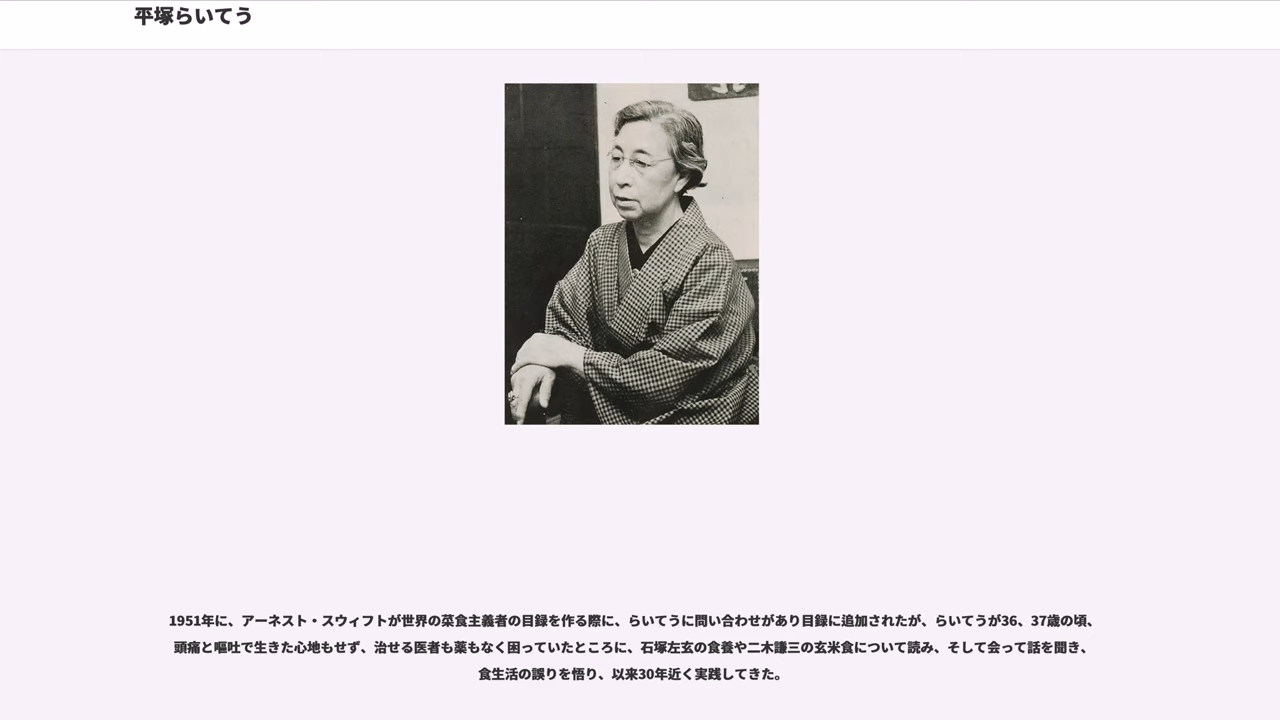 平塚らいてう
1951年に、アーネスト・スウィフトが世界の菜食主義者の目録を作る際に、らいてうに問い合わせがあり目録に追加されたが、らいてうが36、37歳の頃、
頭痛と嘔吐で生きた心地もせず、治せる医者も薬もなく困っていたところに、石塚左玄の食養や二木謙三の玄米食について読み、そして会って話を聞き、
食生活の誤りを悟り、以来30年近く実践してきた。